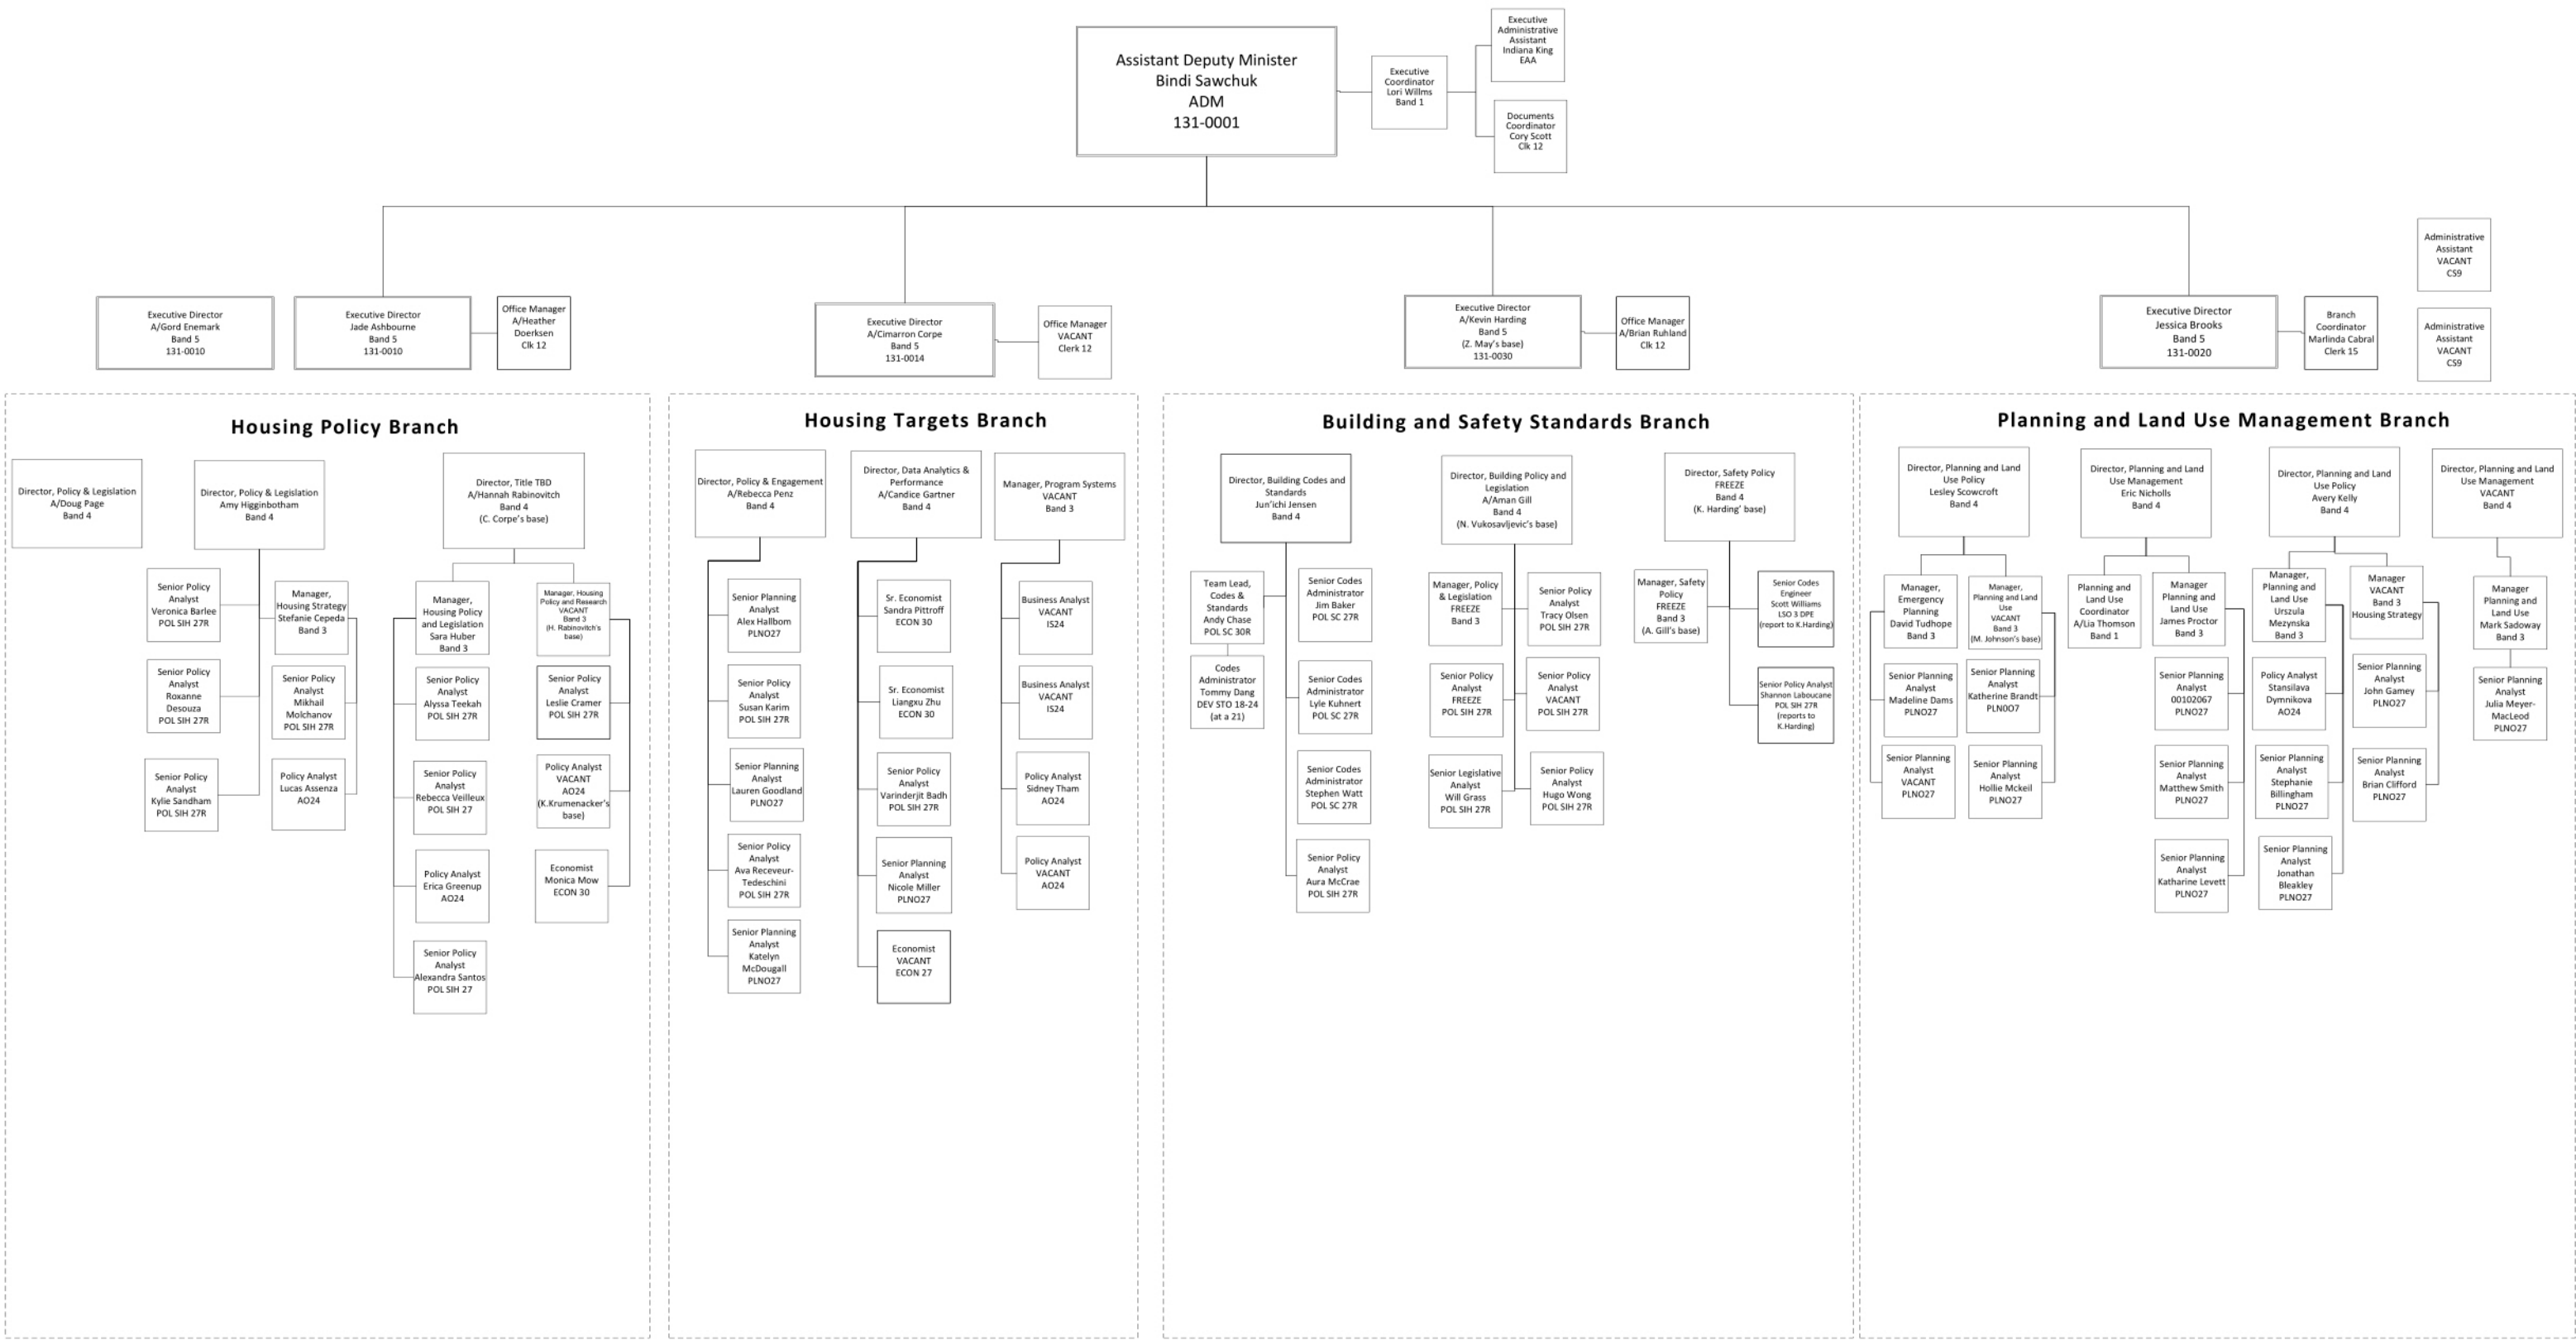 Assistant Deputy Minister
Bindi Sawchuk
ADM
131-0001
Executive
Coordinator
Lori Willms
Band 1
Executive
Administrative
Assistant
Indiana King
EAA
Documents
Coordinator
Cory Scott
Clk 12
Administrative
Assistant
VACANT
CS9
Administrative
Assistant
VACANT
CS9
Executive Director
A/Gord Enemark
Band 5
131-0010
Executive Director
Jade Ashbourne
Band 5
131-0010
Office Manager
A/Heather
Doerksen
Clk 12
Executive Director
A/Cimarron Corpe
Band 5
131-0014
Office Manager
VACANT
Clerk 12
Executive Director
A/Kevin Harding
Band 5
(Z. May's base)
131-0030
Office Manager
A/Brian Ruhland
Clk 12
Executive Director
Jessica Brooks
Band 5
131-0020
Branch
Coordinator
Marlinda Cabral
Clerk 15
Housing Policy Branch
Director, Policy & Legislation
A/Doug Page
Band 4
Director, Policy & Legislation
Amy Higginbotham
Band 4
Director, Title TBD
A/Hannah Rabinovitch
Band 4
(C. Corpe's base)
Senior Policy
Analyst
Veronica Barlee
POL SIH 27R
Senior Policy
Analyst
Roxanne
Desouza
POL SIH 27R
Senior Policy
Analyst
Kylie Sandham
POL SIH 27R
Manager,
Housing Strategy
Stefanie Cepeda
Band 3
Senior Policy
Analyst
Mikhail
Molchanov
POL SIH 27R
Policy Analyst
Lucas Assenza
AO24
Manager,
Housing Policy
and Legislation
Sara Huber
Band 3
Senior Policy
Analyst
Alyssa Teekah
POL SIH 27R
Senior Policy
Analyst
Rebecca Veilleux
POL SIH 27
Policy Analyst
Erica Greenup
AO24
Senior Policy
Analyst
Alexandra Santos
POL SIH 27
Manager, Housing
Policy and Research
VACANT
Band 3
(H. Rabinovitch's
base)
Senior Policy
Analyst
Leslie Cramer
POL SIH 27R
Policy Analyst
VACANT
AO24
(K.Krumenacker's
base)
Economist
Monica Mow
ECON 30
Housing Targets Branch
Director, Policy & Engagement
A/Rebecca Penz
Band 4
Director, Data Analytics &
Performance
A/Candice Gartner
Band 4
Manager, Program Systems
VACANT
Band 3
Senior Planning
Analyst
Alex Hallbom
PLNO27
Senior Policy
Analyst
Susan Karim
POL SIH 27R
Senior Planning
Analyst
Lauren Goodland
PLNO27
Senior Policy
Analyst
Ava Receveur-
Tedeschini
POL SIH 27R
Senior Planning
Analyst
Katelyn
McDougall
PLNO27
Sr. Economist
Sandra Pittroff
ECON 30
Sr. Economist
Liangxu Zhu
ECON 30
Senior Policy
Analyst
Varinderjit Badh
POL SIH 27R
Senior Planning
Analyst
Nicole Miller
PLNO27
Economist
VACANT
ECON 27
Business Analyst
VACANT
IS24
Business Analyst
VACANT
IS24
Policy Analyst
Sidney Tham
AO24
Policy Analyst
VACANT
AO24
Building and Safety Standards Branch
Director, Building Codes and
Standards
Jun'ichi Jensen
Band 4
Director, Building Policy and
Legislation
A/Aman Gill
Band 4
(N. Vukosavljevic's base)
Director, Safety Policy
FREEZE
Band 4
(K. Harding' base)
Team Lead,
Codes &
Standards
Andy Chase
POL SC 30R
Codes
Administrator
Tommy Dang
DEV STO 18-24
(at a 21)
Senior Codes
Administrator
Jim Baker
POL SC 27R
Senior Codes
Administrator
Lyle Kuhnert
POL SC 27R
Senior Codes
Administrator
Stephen Watt
POL SC 27R
Senior Policy
Analyst
Aura McCrae
POL SIH 27R
Manager, Policy
& Legislation
FREEZE
Band 3
Senior Policy
Analyst
FREEZE
POL SIH 27R
Senior Legislative
Analyst
Will Grass
POL SIH 27R
Senior Policy
Analyst
Tracy Olsen
POL SIH 27R
Senior Policy
Analyst
VACANT
POL SIH 27R
Senior Policy
Analyst
Hugo Wong
POL SIH 27R
Manager, Safety
Policy
FREEZE
Band 3
(A. Gill's base)
Senior Codes
Engineer
Scott Williams
LSO 3 DPE
(report to K.Harding)
Senior Policy Analyst
Shannon Laboucane
POL SIH 27R
(reports to
K.Harding)
Planning and Land Use Management Branch
Director, Planning and Land
Use Policy
Lesley Scowcroft
Band 4
Director, Planning and Land
Use Management
Eric Nicholls
Band 4
Director, Planning and Land
Use Policy
Avery Kelly
Band 4
Director, Planning and Land
Use Management
VACANT
Band 4
Manager,
Emergency
Planning
David Tudhope
Band 3
Senior Planning
Analyst
Madeline Dams
PLNO27
Senior Planning
Analyst
VACANT
PLNO27
Manager,
Planning and Land
Use
VACANT
Band 3
(M. Johnson's base)
Senior Planning
Analyst
Katherine Brandt
PLN0O7
Senior Planning
Analyst
Hollie Mckeil
PLNO27
Planning and
Land Use
Coordinator
A/Lia Thomson
Band 1
Manager
Planning and
Land Use
James Proctor
Band 3
Senior Planning
Analyst
00102067
PLNO27
Senior Planning
Analyst
Matthew Smith
PLNO27
Senior Planning
Analyst
Katharine Levett
PLNO27
Manager,
Planning and
Land Use
Urszula
Mezynska
Band 3
Policy Analyst
Stansilava
Dymnikova
AO24
Senior Planning
Analyst
Stephanie
Billingham
PLNO27
Senior Planning
Analyst
Jonathan
Bleakley
PLNO27
Manager
VACANT
Band 3
Housing Strategy
Senior Planning
Analyst
John Gamey
PLNO27
Senior Planning
Analyst
Brian Clifford
PLNO27
Manager
Planning and
Land Use
Mark Sadoway
Band 3
Senior Planning
Analyst
Julia Meyer-
MacLeod
PLNO27